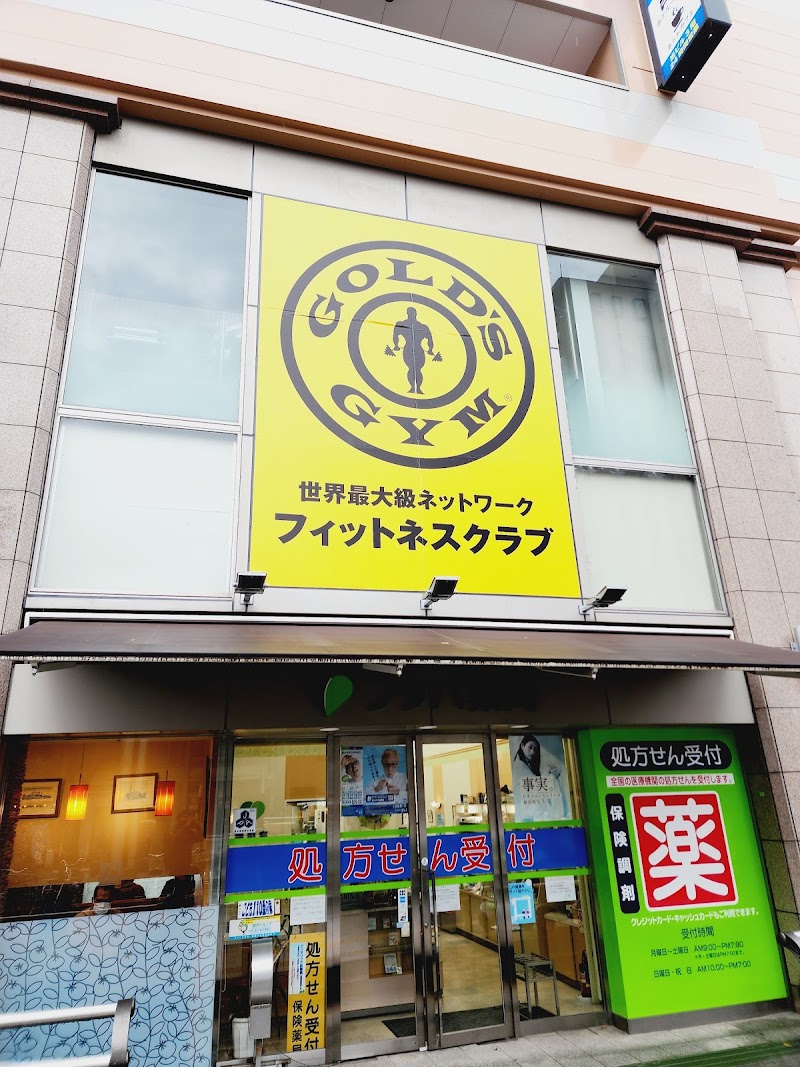 GOLD'S
GYM®
世界最大級ネットワーク
フィットネスクラブ
処方せん受付
全国の医療機関の処方せんを受付します。
保険調剤
薬
クレジットカード・キャッシュカードもご利用できます。
受付時間
月曜日~土曜日 AM9:00~PM7:30
日曜日・祝 日 AM10:00~PM7:00
事実。
処方せん受付
処方せん受付
保険薬局